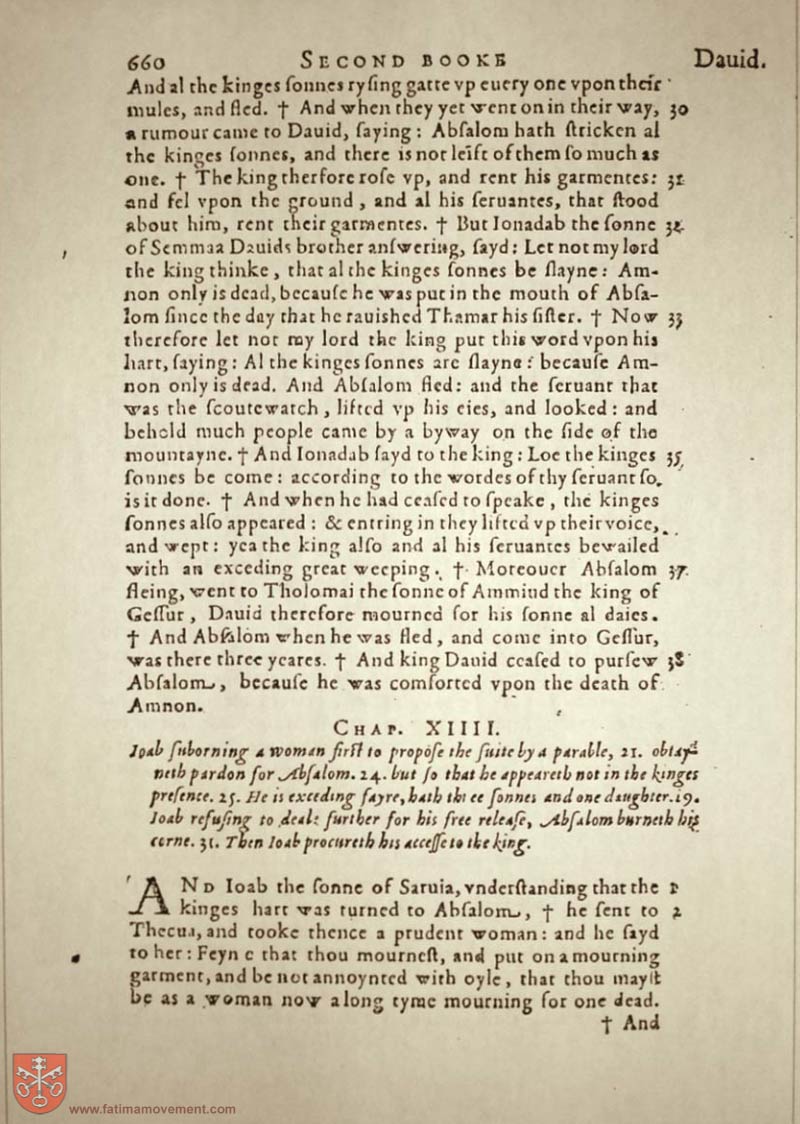 660 SECOND BOOKE Dauid.
And al the kinges ſonnes ryſing gatte vp euery one vpon their
mules, and fled. † And when they yet went on in their way, 30
a rumour came to Dauid, ſaying: Abſalom hath ſtricken al
the kinges ſonnes, and there is not leift of them ſo much as
one. † The king therfore roſe vp, and rent his garmentes: 31
and fel vpon the ground, and al his ſeruantes, that ſtood
about him, rent their garmentes. † But Ionadab the ſonne 32
of Semmaa Dauids brother anſwering, ſayd: Let not my lord
the king thinke, that al the kinges ſonnes be ſlayne: Am-
non only is dead, becauſe he was put in the mouth of Abſa-
lom ſince the day that he rauiſhed Thamar his ſiſter. † Now 33
therefore let not my lord the king put this word vpon his
hart, ſaying: Al the kinges ſonnes are ſlayne: becauſe Am-
non only is dead. And Abſalom fled: and the ſeruant that
was the ſcoutewatch, lifted vp his eies, and looked: and
behold much people came by a byway on the ſide of the
mountayne. † And Ionadab ſayd to the king: Loe the kinges 35
ſonnes be come: according to the wordes of thy ſeruant ſo
is it done. † And when he had ceaſed to ſpeake, the kinges
ſonnes alſo appeared: & entring in they lifted vp their voice,
and wept: yea the king alſo and al his ſeruantes bewailed
with an exceding great weeping. † Moreouer Abſalom 37
fleing, went to Tholomai the ſonne of Ammiud the king of
Geſſur, Dauid therefore mourned for his ſonne al daies.
† And Abſalom when he was fled, and come into Geſſur,
was there three yeares. † And king Dauid ceaſed to purſew 38
Abſalom, becauſe he was comforted vpon the death of
Amnon.
CHAP. XIIII.
Ioab ſuborning a woman firſt to propoſe the ſuite by a parable, 21. obtay-
neth pardon for Abſalom. 24. but ſo that he appeareth not in the kinges
preſence. 25. He is exceding fayre, hath three ſonnes and one daughter. 29.
Ioab refuſing to deale further for his free releaſe, Abſalom burneth his
corne. 31. Then Ioab procureth his acceſſe to the king.
AND Ioab the ſonne of Saruia, vnderſtanding that the 1
kinges hart was turned to Abſalom, † he ſent to 2
Thecua, and tooke thence a prudent woman: and he ſayd
to her: Feyne that thou mourneſt, and put on a mourning
garment, and be not annoynted with oyle, that thou mayſt
be as a woman now a long tyme mourning for one dead.
† And
www.fatimamovement.com